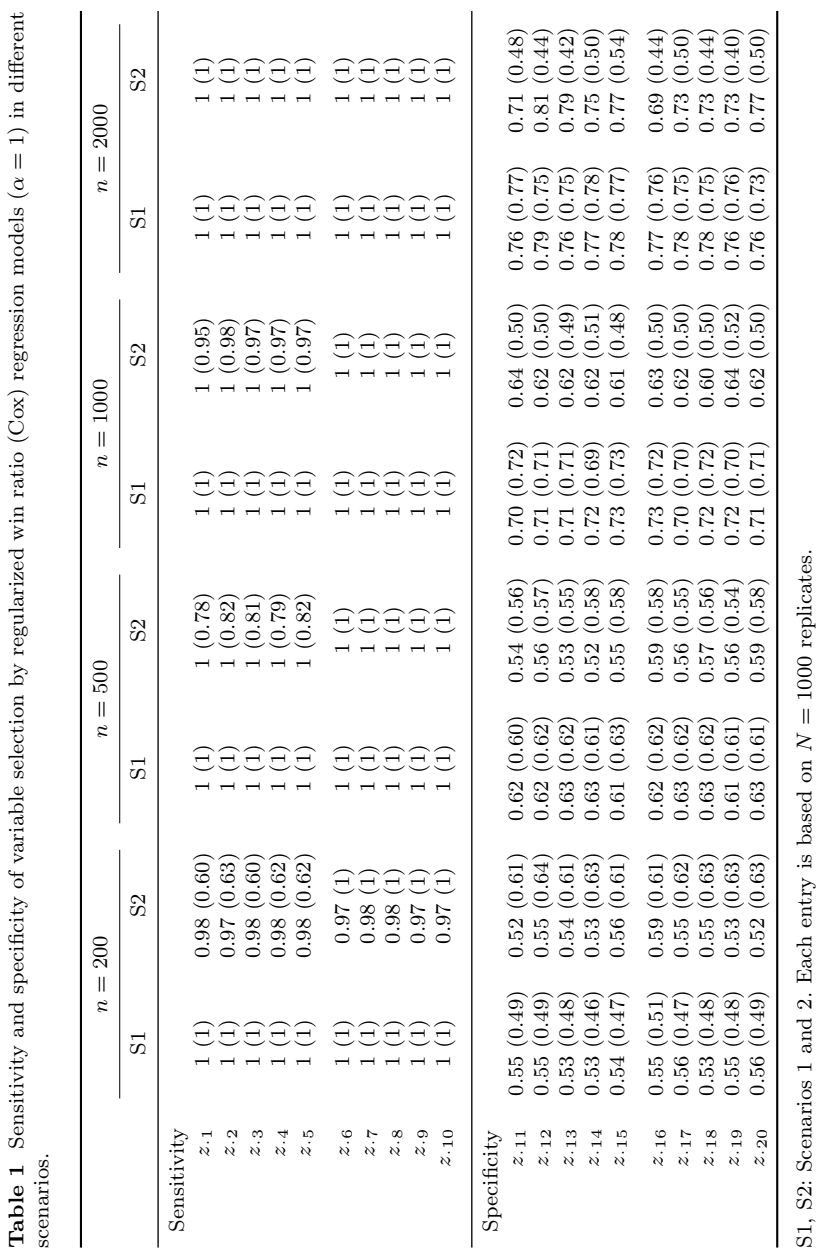 Table 1 Sensitivity and specificity of variable selection by regularized win ratio (Cox) regression models (α = 1) in different
scenarios.
n = 200 n = 500 n = 1000 n = 2000
S1 S2 S1 S2 S1 S2 S1 S2
Sensitivity
z·1 1 (1) 0.98 (0.60) 1 (1) 1 (0.78) 1 (1) 1 (0.95) 1 (1) 1 (1)
z·2 1 (1) 0.97 (0.63) 1 (1) 1 (0.82) 1 (1) 1 (0.98) 1 (1) 1 (1)
z·3 1 (1) 0.98 (0.60) 1 (1) 1 (0.81) 1 (1) 1 (0.97) 1 (1) 1 (1)
z·4 1 (1) 0.98 (0.62) 1 (1) 1 (0.79) 1 (1) 1 (0.97) 1 (1) 1 (1)
z·5 1 (1) 0.98 (0.62) 1 (1) 1 (0.82) 1 (1) 1 (0.97) 1 (1) 1 (1)
z·6 1 (1) 0.97 (1) 1 (1) 1 (1) 1 (1) 1 (1) 1 (1) 1 (1)
z·7 1 (1) 0.98 (1) 1 (1) 1 (1) 1 (1) 1 (1) 1 (1) 1 (1)
z·8 1 (1) 0.98 (1) 1 (1) 1 (1) 1 (1) 1 (1) 1 (1) 1 (1)
z·9 1 (1) 0.97 (1) 1 (1) 1 (1) 1 (1) 1 (1) 1 (1) 1 (1)
z·10 1 (1) 0.97 (1) 1 (1) 1 (1) 1 (1) 1 (1) 1 (1) 1 (1)
Specificity
z·11 0.55 (0.49) 0.52 (0.61) 0.62 (0.60) 0.54 (0.56) 0.70 (0.72) 0.64 (0.50) 0.76 (0.77) 0.71 (0.48)
z·12 0.55 (0.49) 0.55 (0.64) 0.62 (0.62) 0.56 (0.57) 0.71 (0.71) 0.62 (0.50) 0.79 (0.75) 0.81 (0.44)
z·13 0.53 (0.48) 0.54 (0.61) 0.63 (0.62) 0.53 (0.55) 0.71 (0.71) 0.62 (0.49) 0.76 (0.75) 0.79 (0.42)
z·14 0.53 (0.46) 0.53 (0.63) 0.63 (0.61) 0.52 (0.58) 0.72 (0.69) 0.62 (0.51) 0.77 (0.78) 0.75 (0.50)
z·15 0.54 (0.47) 0.56 (0.61) 0.61 (0.63) 0.55 (0.58) 0.73 (0.73) 0.61 (0.48) 0.78 (0.77) 0.77 (0.54)
z·16 0.55 (0.51) 0.59 (0.61) 0.62 (0.62) 0.59 (0.58) 0.73 (0.72) 0.63 (0.50) 0.77 (0.76) 0.69 (0.44)
z·17 0.56 (0.47) 0.55 (0.62) 0.63 (0.62) 0.56 (0.55) 0.70 (0.70) 0.62 (0.50) 0.78 (0.75) 0.73 (0.50)
z·18 0.53 (0.48) 0.55 (0.63) 0.63 (0.62) 0.57 (0.56) 0.72 (0.72) 0.60 (0.50) 0.78 (0.75) 0.73 (0.44)
z·19 0.55 (0.48) 0.53 (0.63) 0.61 (0.61) 0.56 (0.54) 0.72 (0.70) 0.64 (0.52) 0.76 (0.76) 0.73 (0.40)
z·20 0.56 (0.49) 0.52 (0.63) 0.63 (0.61) 0.59 (0.58) 0.71 (0.71) 0.62 (0.50) 0.76 (0.73) 0.77 (0.50)
S1, S2: Scenarios 1 and 2. Each entry is based on N = 1000 replicates.